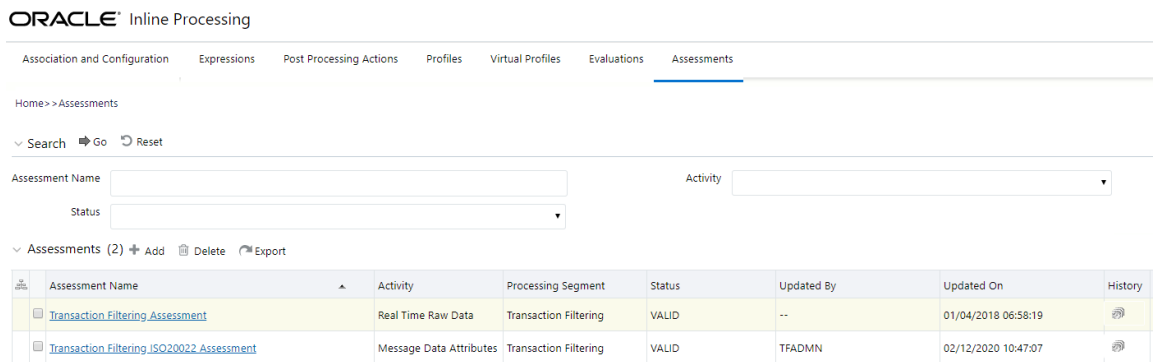 ORACLE® Inline Processing
Association and Configuration Expressions Post Processing Actions Profiles Virtual Profiles Evaluations Assessments
Home>>Assessments
Search Go Reset
Assessment Name Activity
Status
Assessments (2) Add Delete Export
Assessment Name Activity Processing Segment Status Updated By Updated On History
Transaction Filtering Assessment Real Time Raw Data Transaction Filtering VALID -- 01/04/2018 06:58:19
Transaction Filtering ISO20022 Assessment Message Data Attributes Transaction Filtering VALID TFADMN 02/12/2020 10:47:07